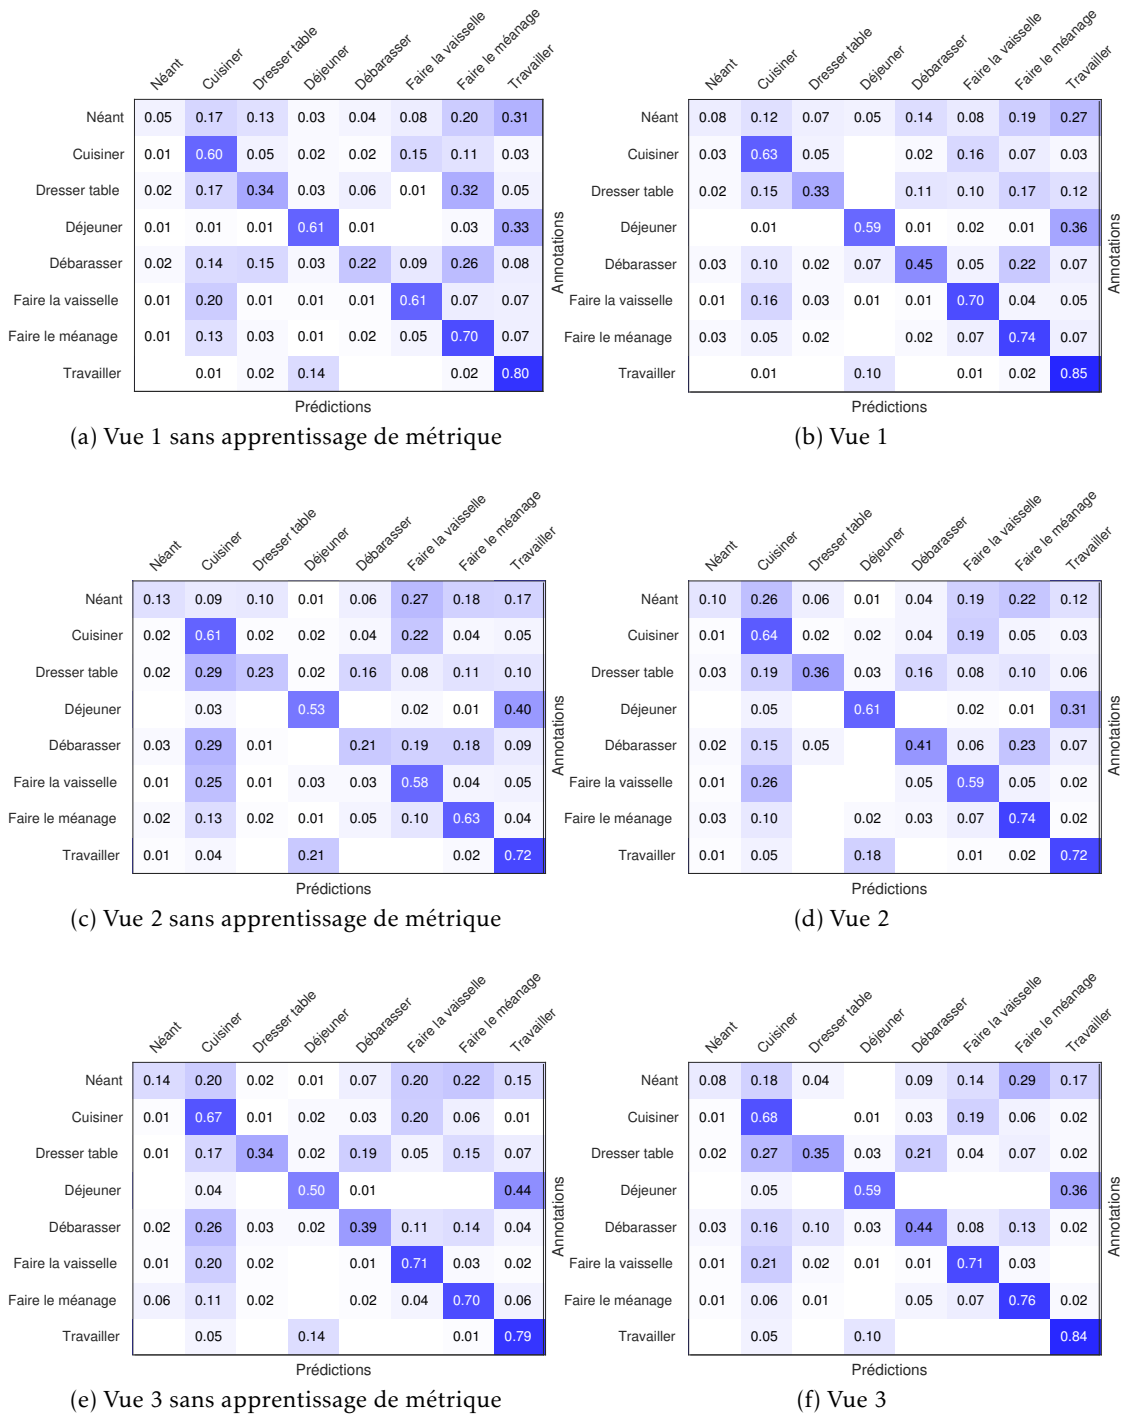 Néant Cuisiner Dresser table Déjeuner Débarasser Faire la vaisselle Faire le méanage Travailler
Néant 0.05 0.17 0.13 0.03 0.04 0.08 0.20 0.31
Cuisiner 0.01 0.60 0.05 0.02 0.02 0.15 0.11 0.03
Dresser table 0.02 0.17 0.34 0.03 0.06 0.01 0.32 0.05
Déjeuner 0.01 0.01 0.01 0.61 0.01 0.03 0.33
Débarasser 0.02 0.14 0.15 0.03 0.22 0.09 0.26 0.08
Faire la vaisselle 0.01 0.20 0.01 0.01 0.01 0.61 0.07 0.07
Faire le méanage 0.01 0.13 0.03 0.01 0.02 0.05 0.70 0.07
Travailler 0.01 0.02 0.14 0.02 0.80
Annotations
Prédictions
(a) Vue 1 sans apprentissage de métrique
Néant Cuisiner Dresser table Déjeuner Débarasser Faire la vaisselle Faire le méanage Travailler
Néant 0.08 0.12 0.07 0.05 0.14 0.08 0.19 0.27
Cuisiner 0.03 0.63 0.05 0.02 0.16 0.07 0.03
Dresser table 0.02 0.15 0.33 0.11 0.10 0.17 0.12
Déjeuner 0.01 0.59 0.01 0.02 0.01 0.36
Débarasser 0.03 0.10 0.02 0.07 0.45 0.05 0.22 0.07
Faire la vaisselle 0.01 0.16 0.03 0.01 0.01 0.70 0.04 0.05
Faire le méanage 0.03 0.05 0.02 0.02 0.07 0.74 0.07
Travailler 0.01 0.10 0.01 0.02 0.85
Annotations
Prédictions
(b) Vue 1
Néant Cuisiner Dresser table Déjeuner Débarasser Faire la vaisselle Faire le méanage Travailler
Néant 0.13 0.09 0.10 0.01 0.06 0.27 0.18 0.17
Cuisiner 0.02 0.61 0.02 0.02 0.04 0.22 0.04 0.05
Dresser table 0.02 0.29 0.23 0.02 0.16 0.08 0.11 0.10
Déjeuner 0.03 0.53 0.02 0.01 0.40
Débarasser 0.03 0.29 0.01 0.21 0.19 0.18 0.09
Faire la vaisselle 0.01 0.25 0.01 0.03 0.03 0.58 0.04 0.05
Faire le méanage 0.02 0.13 0.02 0.01 0.05 0.10 0.63 0.04
Travailler 0.01 0.04 0.21 0.02 0.72
Annotations
Prédictions
(c) Vue 2 sans apprentissage de métrique
Néant Cuisiner Dresser table Déjeuner Débarasser Faire la vaisselle Faire le méanage Travailler
Néant 0.10 0.26 0.06 0.01 0.04 0.19 0.22 0.12
Cuisiner 0.01 0.64 0.02 0.02 0.04 0.19 0.05 0.03
Dresser table 0.03 0.19 0.36 0.03 0.16 0.08 0.10 0.06
Déjeuner 0.05 0.61 0.02 0.01 0.31
Débarasser 0.02 0.15 0.05 0.41 0.06 0.23 0.07
Faire la vaisselle 0.01 0.26 0.05 0.59 0.05 0.02
Faire le méanage 0.03 0.10 0.02 0.03 0.07 0.74 0.02
Travailler 0.01 0.05 0.18 0.01 0.02 0.72
Annotations
Prédictions
(d) Vue 2
Néant Cuisiner Dresser table Déjeuner Débarasser Faire la vaisselle Faire le méanage Travailler
Néant 0.14 0.20 0.02 0.01 0.07 0.20 0.22 0.15
Cuisiner 0.01 0.67 0.01 0.02 0.03 0.20 0.06 0.01
Dresser table 0.01 0.17 0.34 0.02 0.19 0.05 0.15 0.07
Déjeuner 0.04 0.50 0.01 0.44
Débarasser 0.02 0.26 0.03 0.02 0.39 0.11 0.14 0.04
Faire la vaisselle 0.01 0.20 0.02 0.01 0.71 0.03 0.02
Faire le méanage 0.06 0.11 0.02 0.02 0.04 0.70 0.06
Travailler 0.05 0.14 0.01 0.79
Annotations
Prédictions
(e) Vue 3 sans apprentissage de métrique
Néant Cuisiner Dresser table Déjeuner Débarasser Faire la vaisselle Faire le méanage Travailler
Néant 0.08 0.18 0.04 0.09 0.14 0.29 0.17
Cuisiner 0.01 0.68 0.01 0.03 0.19 0.06 0.02
Dresser table 0.02 0.27 0.35 0.03 0.21 0.04 0.07 0.02
Déjeuner 0.05 0.59 0.36
Débarasser 0.03 0.16 0.10 0.03 0.44 0.08 0.13 0.02
Faire la vaisselle 0.01 0.21 0.02 0.01 0.01 0.71 0.03
Faire le méanage 0.01 0.06 0.01 0.05 0.07 0.76 0.02
Travailler 0.05 0.10 0.84
Annotations
Prédictions
(f) Vue 3